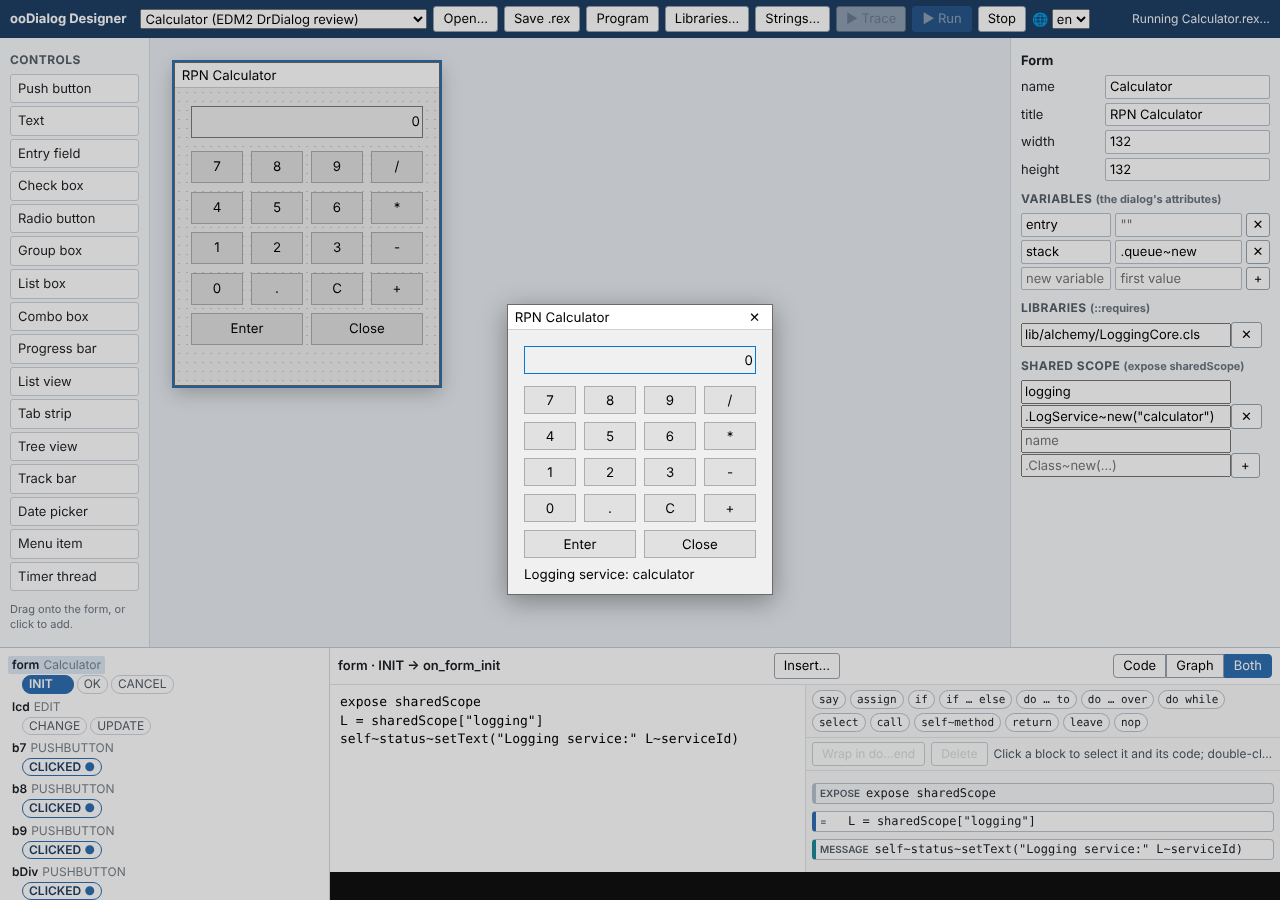 ooDialog Designer
Calculator (EDM2 DrDialog review)
Open...
Save .rex
Program
Libraries...
Strings...
▶ Trace
▶ Run
Stop
🌐 en
Running Calculator.rex...
CONTROLS
Push button
Text
Entry field
Check box
Radio button
Group box
List box
Combo box
Progress bar
List view
Tab strip
Tree view
Track bar
Date picker
Menu item
Timer thread
Drag onto the form, or
click to add.
RPN Calculator
0
7 8 9 /
4 5 6 *
1 2 3 -
0 . C +
Enter Close
RPN Calculator ✕
0
7 8 9 /
4 5 6 *
1 2 3 -
0 . C +
Enter Close
Logging service: calculator
Form
name Calculator
title RPN Calculator
width 132
height 132
VARIABLES (the dialog's attributes)
entry "" ✕
stack .queue~new ✕
new variable first value +
LIBRARIES (::requires)
lib/alchemy/LoggingCore.cls ✕
SHARED SCOPE (expose sharedScope)
logging
.LogService~new("calculator") ✕
name
.Class~new(...) +
form Calculator
INIT OK CANCEL
lcd EDIT
CHANGE UPDATE
b7 PUSHBUTTON
CLICKED
b8 PUSHBUTTON
CLICKED
b9 PUSHBUTTON
CLICKED
bDiv PUSHBUTTON
CLICKED
form · INIT → on_form_init
Insert...
Code Graph Both
expose sharedScope
L = sharedScope["logging"]
self~status~setText("Logging service:" L~serviceId)
say assign if if … else do … to do … over do while
select call self~method return leave nop
Wrap in do...end Delete Click a block to select it and its code; double-cl...
EXPOSE expose sharedScope
= L = sharedScope["logging"]
MESSAGE self~status~setText("Logging service:" L~serviceId)